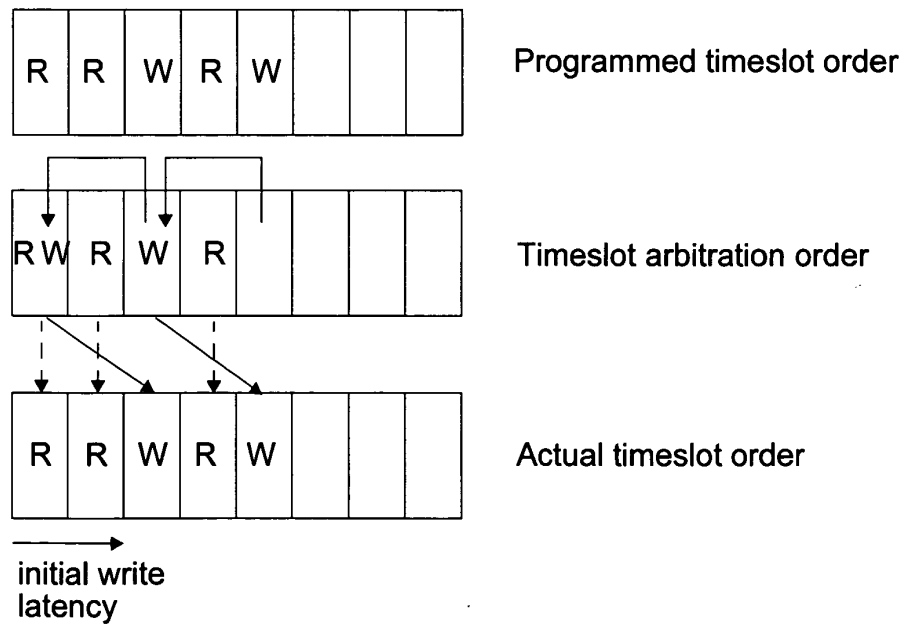 R R W R W
Programmed timeslot order
R W R W R
Timeslot arbitration order
R R W R W
Actual timeslot order
initial write
latency